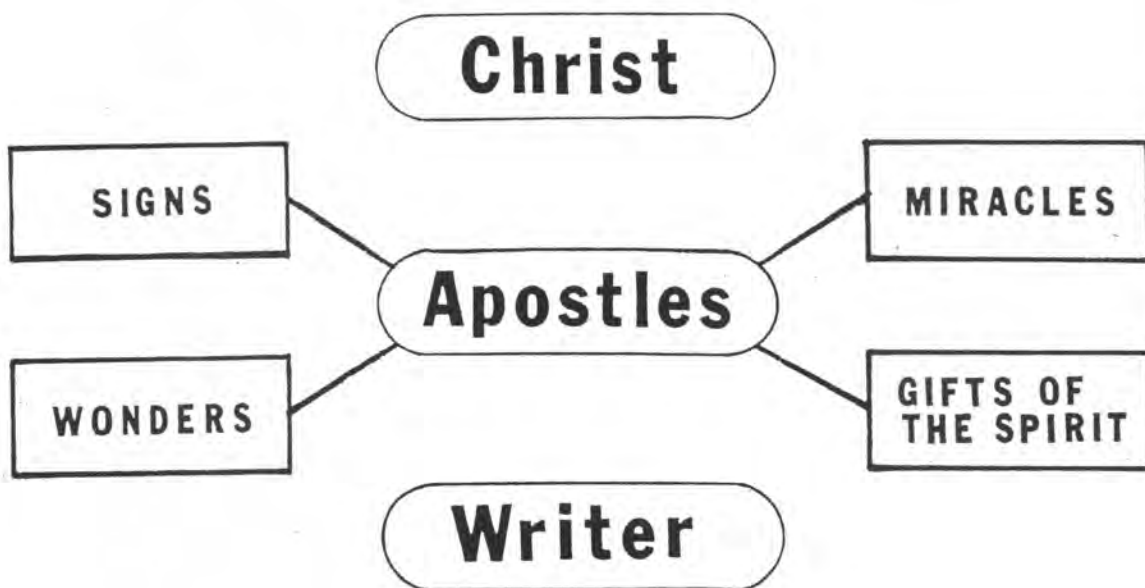 Christ
SIGNS
MIRACLES
Apostles
WONDERS
GIFTS OF
THE SPIRIT
Writer